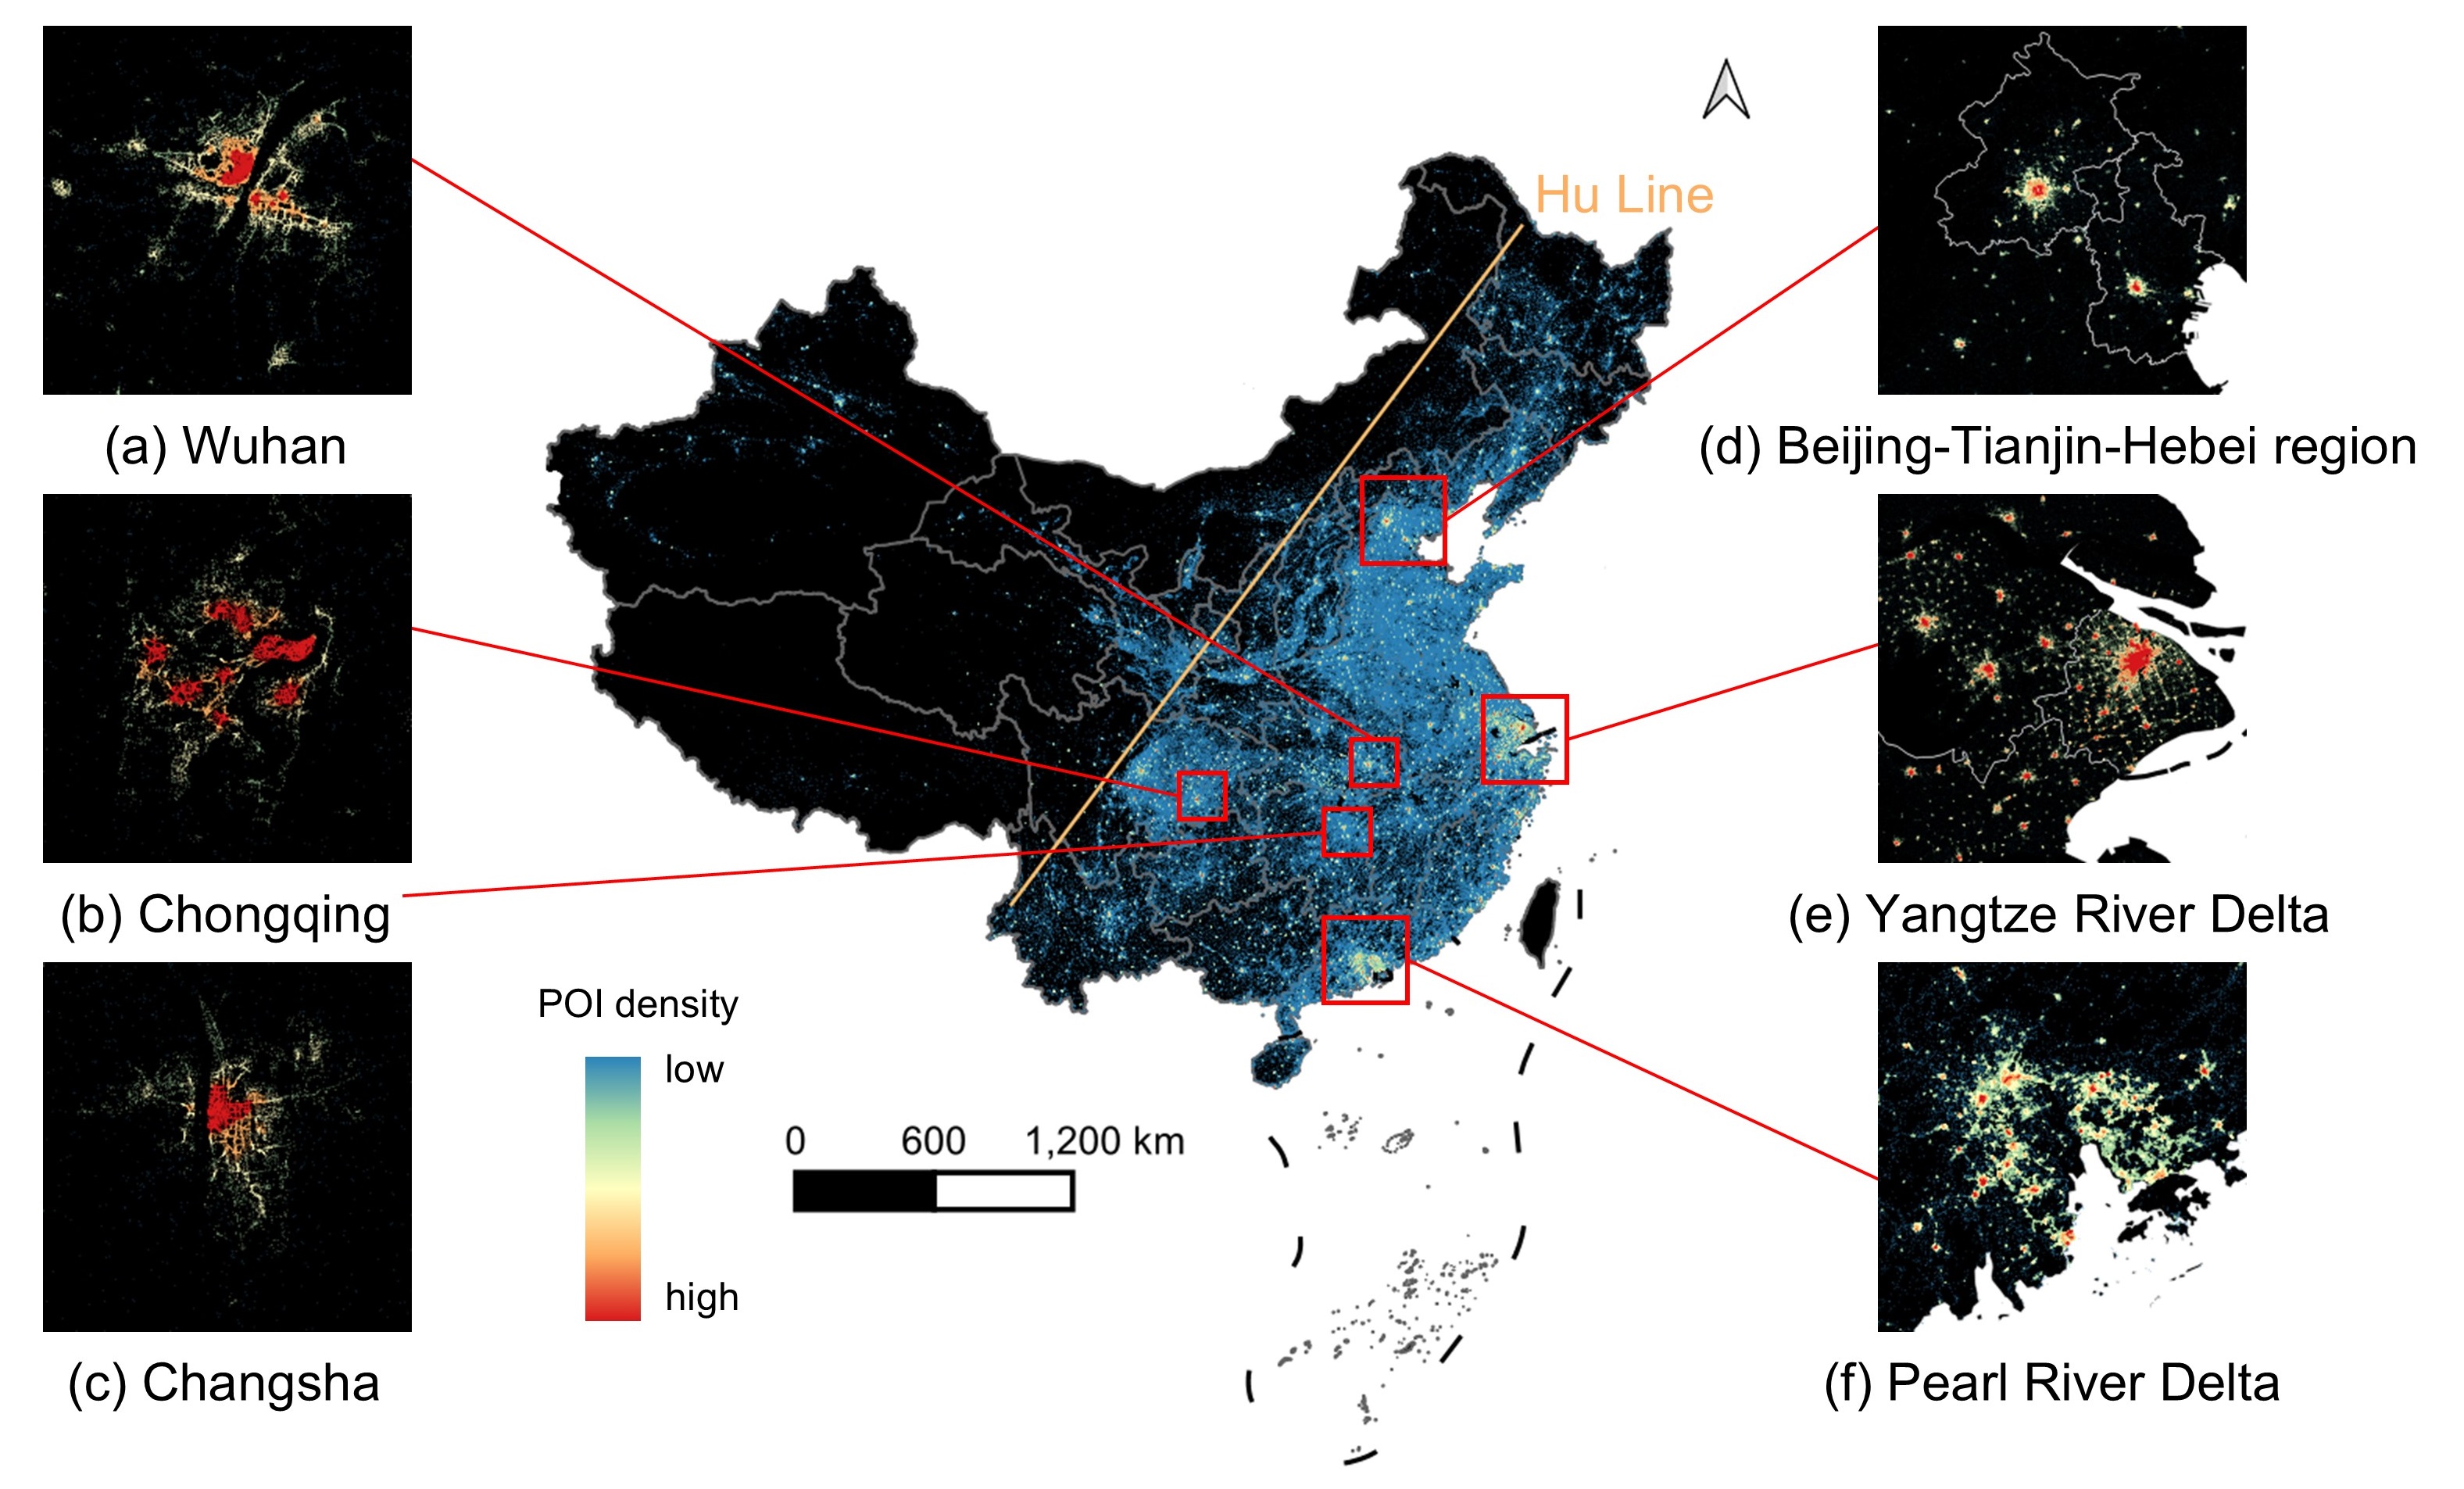 Hu Line
(a) Wuhan
(d) Beijing-Tianjin-Hebei region
(b) Chongqing
(e) Yangtze River Delta
POI density
low
high
0 600 1,200 km
(c) Changsha
(f) Pearl River Delta